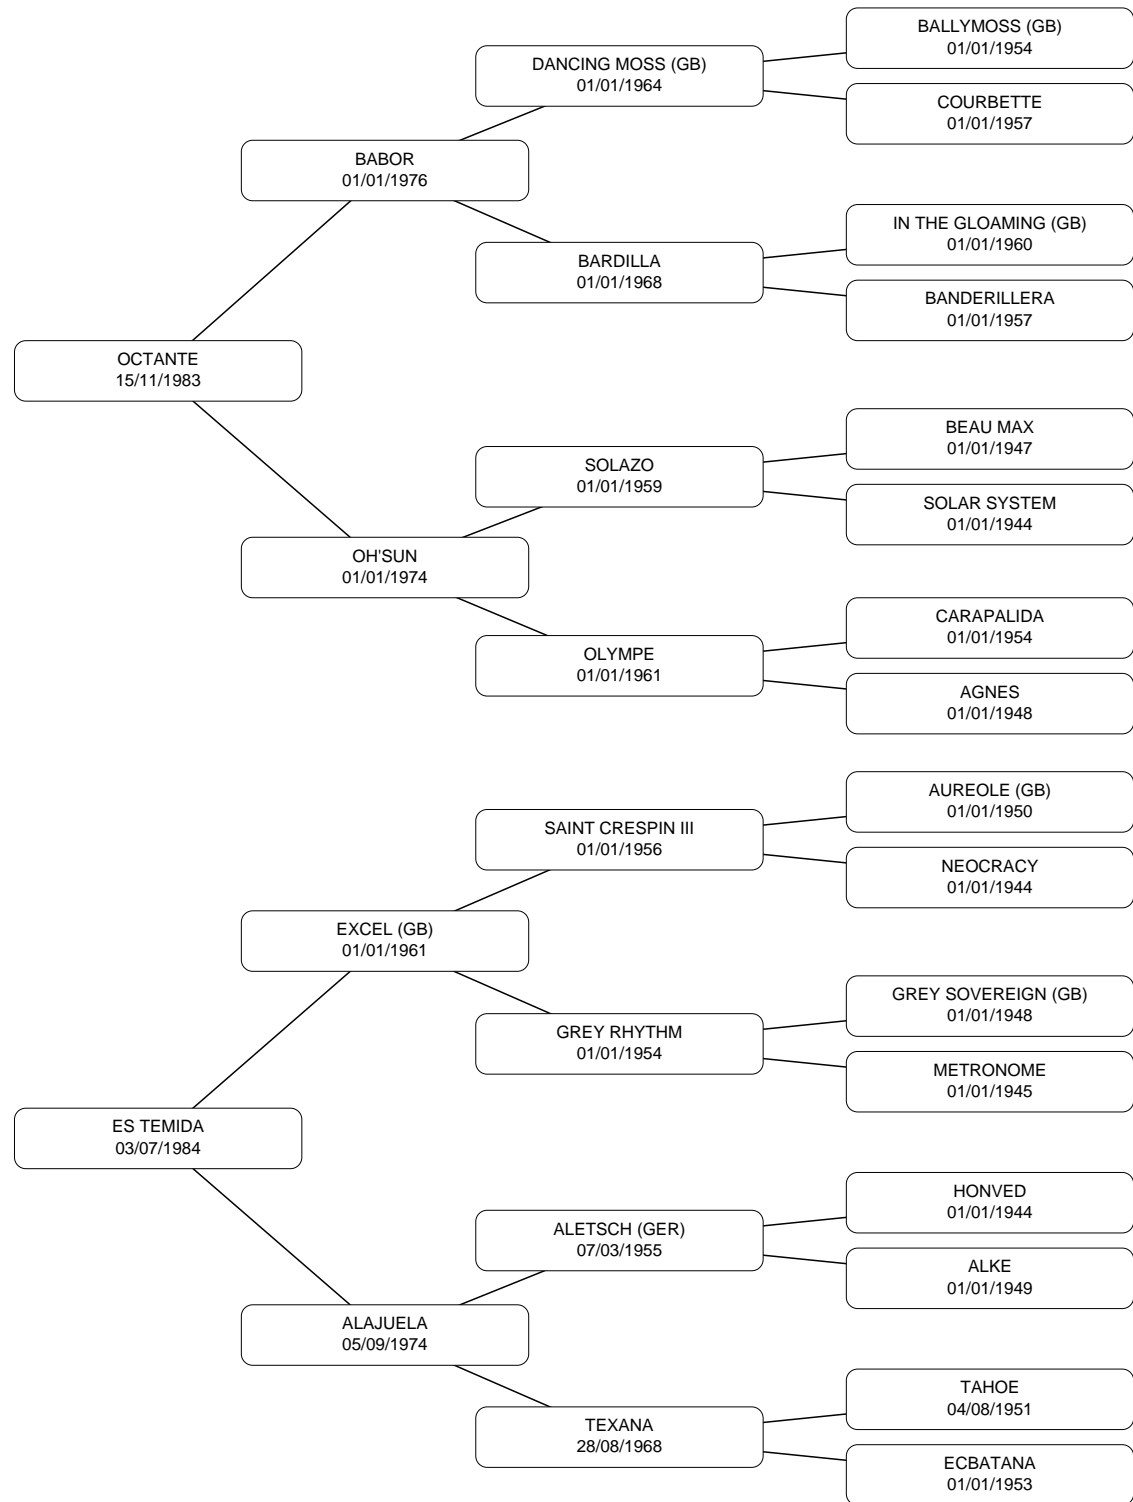 BALLYMOSS (GB)
01/01/1954
DANCING MOSS (GB)
01/01/1964
COURBETTE
01/01/1957
BABOR
01/01/1976
IN THE GLOAMING (GB)
01/01/1960
BARDILLA
01/01/1968
BANDERILLERA
01/01/1957
OCTANTE
15/11/1983
BEAU MAX
01/01/1947
SOLAZO
01/01/1959
SOLAR SYSTEM
01/01/1944
OH'SUN
01/01/1974
CARAPALIDA
01/01/1954
OLYMPE
01/01/1961
AGNES
01/01/1948
AUREOLE (GB)
01/01/1950
SAINT CRESPIN III
01/01/1956
NEOCRACY
01/01/1944
EXCEL (GB)
01/01/1961
GREY SOVEREIGN (GB)
01/01/1948
GREY RHYTHM
01/01/1954
METRONOME
01/01/1945
ES TEMIDA
03/07/1984
HONVED
01/01/1944
ALETSCH (GER)
07/03/1955
ALKE
01/01/1949
ALAJUELA
05/09/1974
TAHOE
04/08/1951
TEXANA
28/08/1968
ECBATANA
01/01/1953